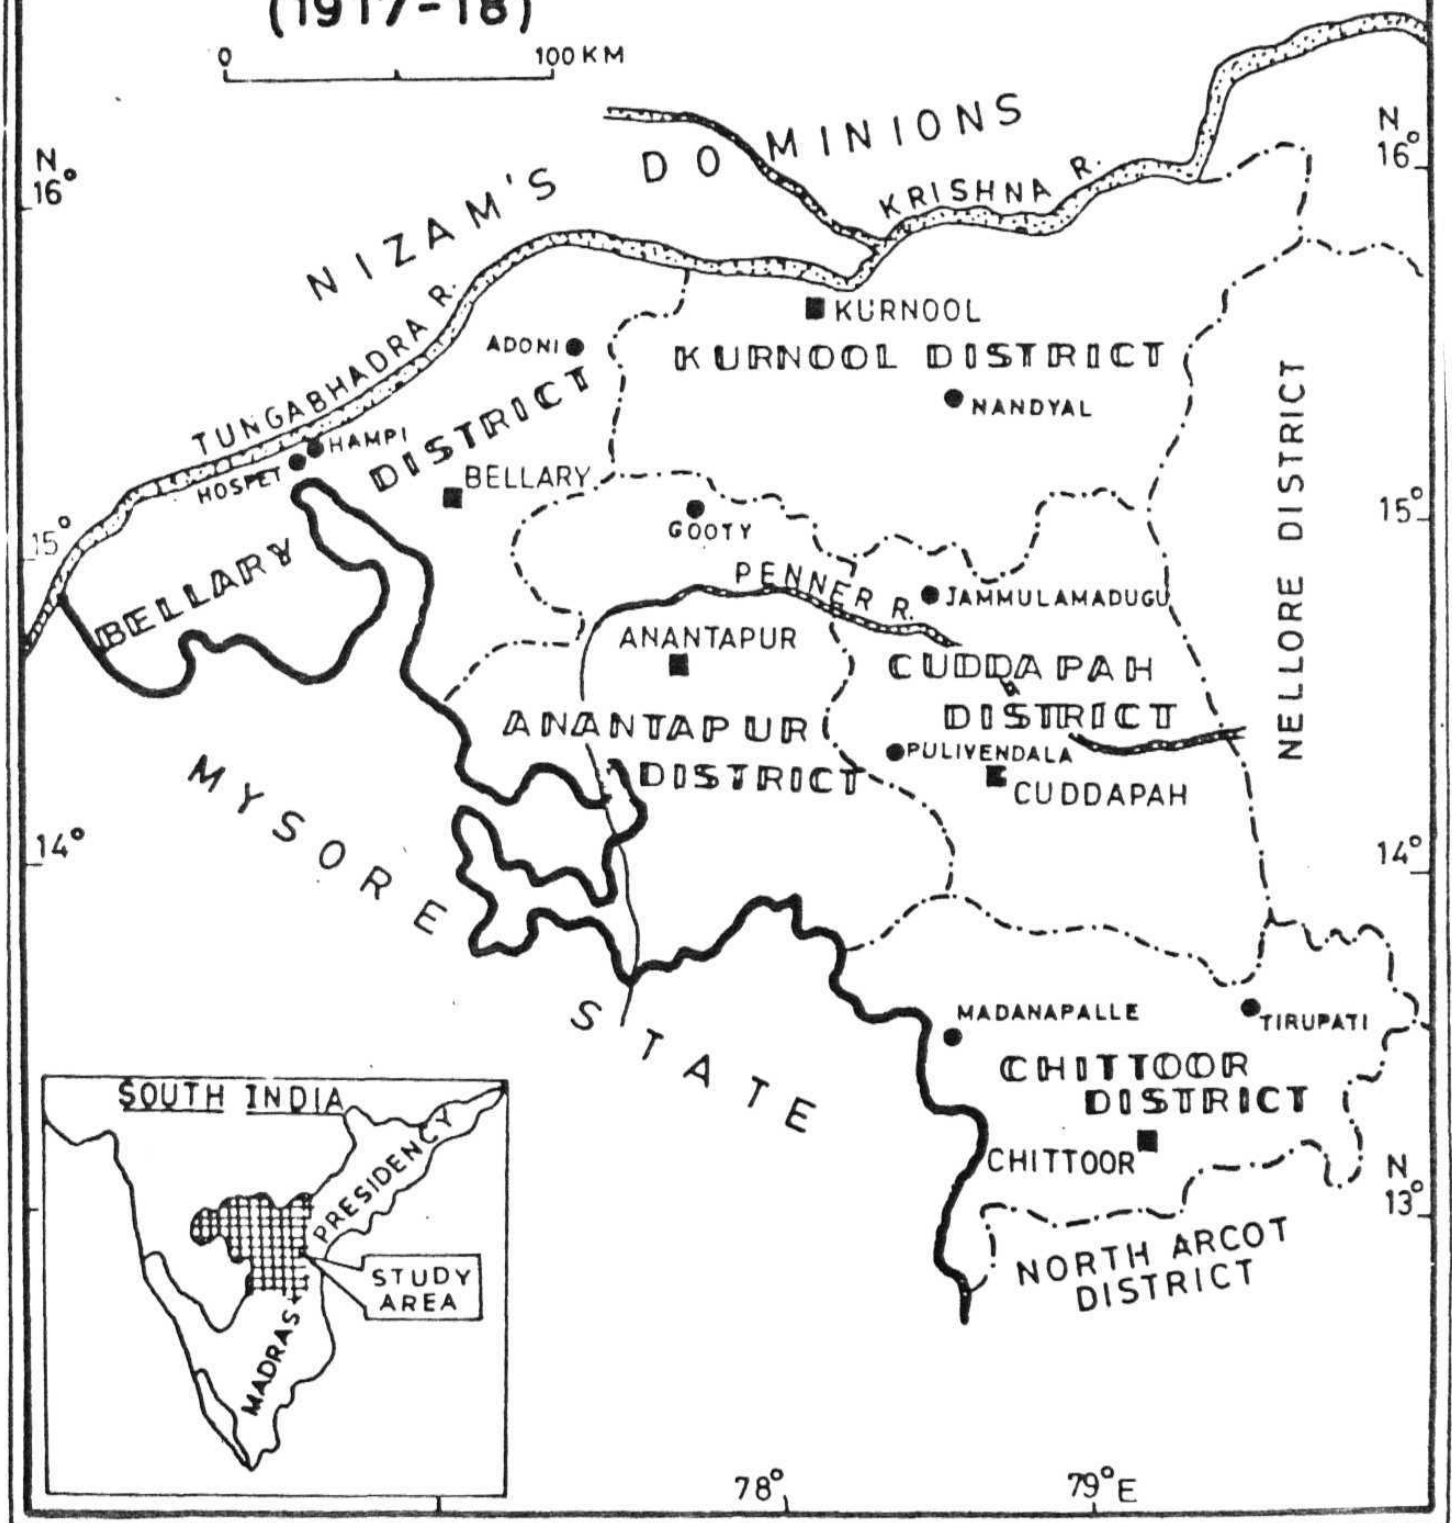 (1917-18)
0 100 KM
NIZAM'S DOMINIONS
N
16°
N
16°
KRISHNA R.
TUNGABHADRA R.
KURNOOL
ADONI
KURNOOL DISTRICT
NANDYAL
HAMPI
HOSPET
BELLARY DISTRICT
BELLARY
NELLORE DISTRICT
15°
15°
GOOTY
PENNER R.
JAMMULAMADUGU
ANANTAPUR
CUDDAPAH
DISTRICT
ANANTAPUR
DISTRICT
PULIVENDALA
CUDDAPAH
MYSORE STATE
14°
14°
MADANAPALLE
TIRUPATI
CHITTOOR
DISTRICT
CHITTOOR
N
13°
NORTH ARCOT
DISTRICT
SOUTH INDIA
MADRAS PRESIDENCY
STUDY
AREA
78° 79°E